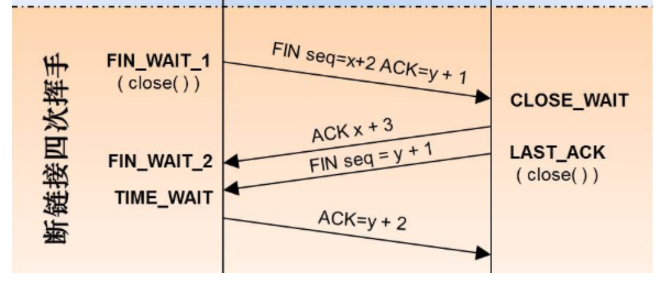 断链接四次挥手
FIN_WAIT_1
( close( ) )
FIN seq=x+2 ACK=y + 1
CLOSE_WAIT
ACK x + 3
FIN_WAIT_2
FIN seq = y + 1
LAST_ACK
( close( ) )
TIME_WAIT
ACK=y + 2